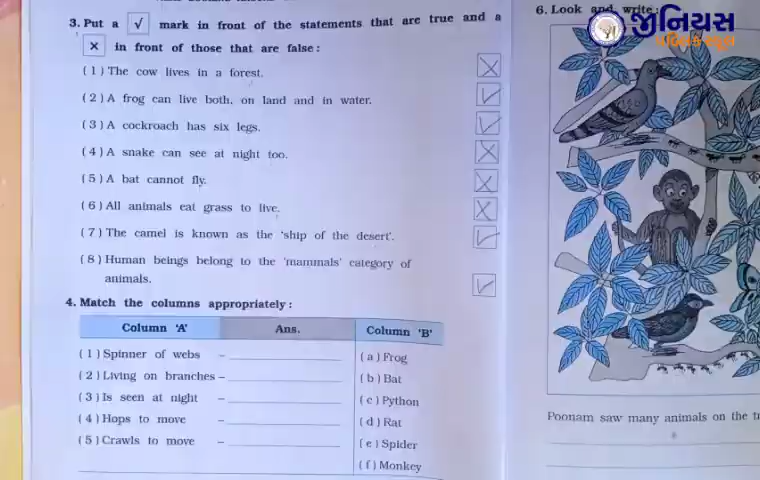 3. Put a √ mark in front of the statements that are true and a
× in front of those that are false :
( 1 ) The cow lives in a forest.
( 2 ) A frog can live both, on land and in water.
( 3 ) A cockroach has six legs.
( 4 ) A snake can see at night too.
( 5 ) A bat cannot fly.
( 6 ) All animals eat grass to live.
( 7 ) The camel is known as the 'ship of the desert'.
( 8 ) Human beings belong to the 'mammals' category of
animals.
4. Match the columns appropriately :
Column 'A' Ans. Column 'B'
( 1 ) Spinner of webs – ( a ) Frog
( 2 ) Living on branches – ( b ) Bat
( 3 ) Is seen at night – ( c ) Python
( 4 ) Hops to move – ( d ) Rat
( 5 ) Crawls to move – ( e ) Spider
( f ) Monkey
6. Look and write :
જીનિયસ
પબ્લિક સ્કૂલ
Poonam saw many animals on the